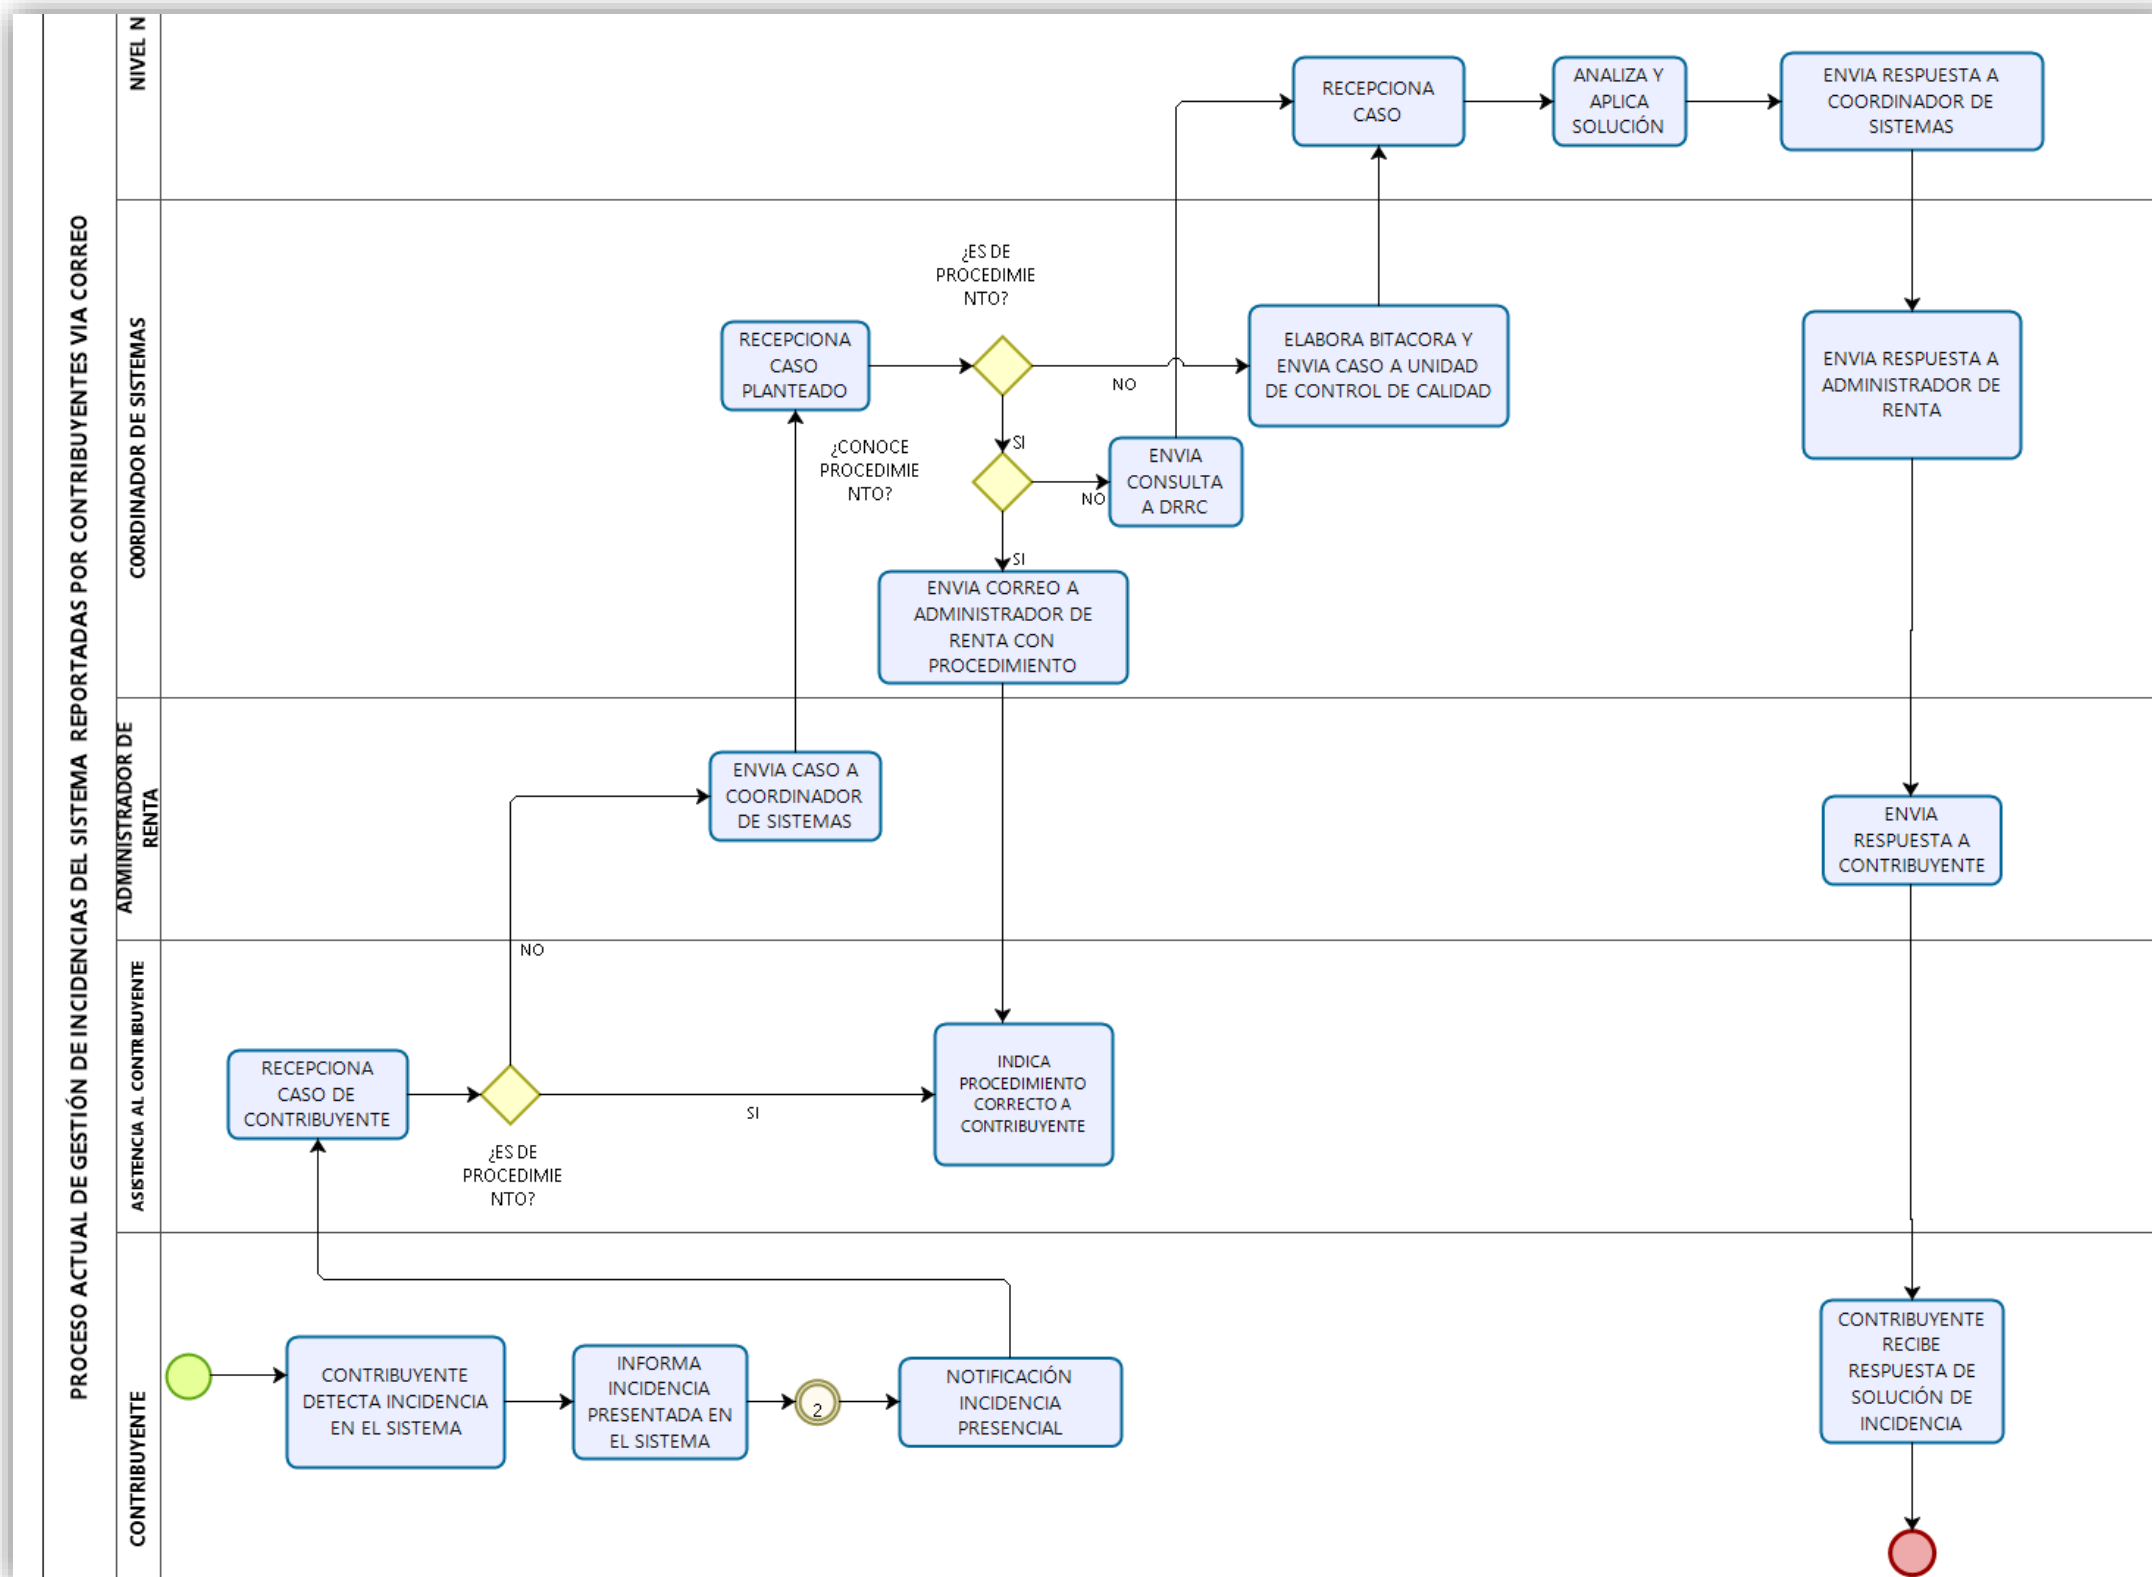 PROCESO ACTUAL DE GESTIÓN DE INCIDENCIAS DEL SISTEMA REPORTADAS POR CONTRIBUYENTES VIA CORREO
NIVEL N
RECEPCIONA
CASO
ANALIZA Y
APLICA
SOLUCIÓN
ENVIA RESPUESTA A
COORDINADOR DE
SISTEMAS
COORDINADOR DE SISTEMAS
¿ES DE
PROCEDIMIE
NTO?
RECEPCIONA
CASO
PLANTEADO
NO
ELABORA BITACORA Y
ENVIA CASO A UNIDAD
DE CONTROL DE CALIDAD
ENVIA RESPUESTA A
ADMINISTRADOR DE
RENTA
SI
¿CONOCE
PROCEDIMIE
NTO?
NO
ENVIA
CONSULTA
A DRRC
SI
ENVIA CORREO A
ADMINISTRADOR DE
RENTA CON
PROCEDIMIENTO
ADMINISTRADOR DE
RENTA
ENVIA CASO A
COORDINADOR
DE SISTEMAS
ENVIA
RESPUESTA A
CONTRIBUYENTE
ASISTENCIA AL CONTRIBUYENTE
NO
RECEPCIONA
CASO DE
CONTRIBUYENTE
¿ES DE
PROCEDIMIE
NTO?
SI
INDICA
PROCEDIMIENTO
CORRECTO A
CONTRIBUYENTE
CONTRIBUYENTE
CONTRIBUYENTE
DETECTA INCIDENCIA
EN EL SISTEMA
INFORMA
INCIDENCIA
PRESENTADA EN
EL SISTEMA
2
NOTIFICACIÓN
INCIDENCIA
PRESENCIAL
CONTRIBUYENTE
RECIBE
RESPUESTA DE
SOLUCIÓN DE
INCIDENCIA